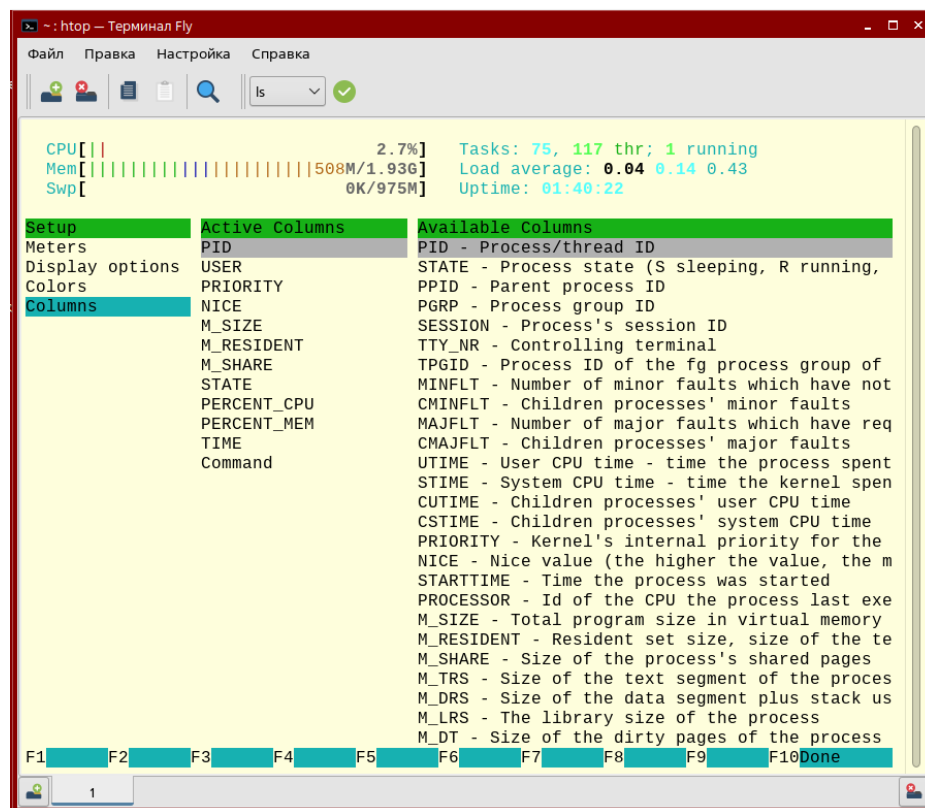 ~ : htop — Терминал Fly
Файл Правка Настройка Справка
ls
CPU[|| 2.7%] Tasks: 75, 117 thr; 1 running
Mem[|||||||||||||||||||||||||508M/1.93G] Load average: 0.04 0.14 0.43
Swp[ 0K/975M] Uptime: 01:40:22
Setup Active Columns Available Columns
Meters PID PID - Process/thread ID
Display options USER STATE - Process state (S sleeping, R running,
Colors PRIORITY PPID - Parent process ID
Columns NICE PGRP - Process group ID
M_SIZE SESSION - Process's session ID
M_RESIDENT TTY_NR - Controlling terminal
M_SHARE TPGID - Process ID of the fg process group of
STATE MINFLT - Number of minor faults which have not
PERCENT_CPU CMINFLT - Children processes' minor faults
PERCENT_MEM MAJFLT - Number of major faults which have req
TIME CMAJFLT - Children processes' major faults
Command UTIME - User CPU time - time the process spent
STIME - System CPU time - time the kernel spen
CUTIME - Children processes' user CPU time
CSTIME - Children processes' system CPU time
PRIORITY - Kernel's internal priority for the
NICE - Nice value (the higher the value, the m
STARTTIME - Time the process was started
PROCESSOR - Id of the CPU the process last exe
M_SIZE - Total program size in virtual memory
M_RESIDENT - Resident set size, size of the te
M_SHARE - Size of the process's shared pages
M_TRS - Size of the text segment of the proces
M_DRS - Size of the data segment plus stack us
M_LRS - The library size of the process
M_DT - Size of the dirty pages of the process
F1 F2 F3 F4 F5 F6 F7 F8 F9 F10Done
1